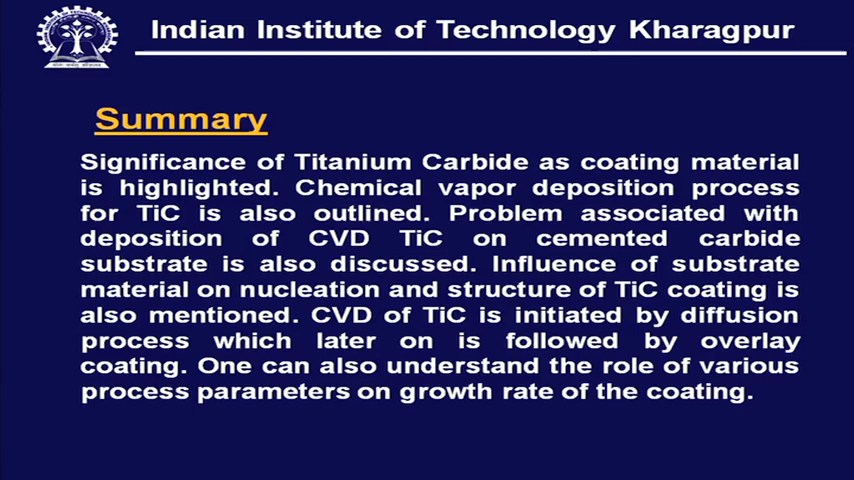 Indian Institute of Technology Kharagpur
Summary
Significance of Titanium Carbide as coating material
is highlighted. Chemical vapor deposition process
for TiC is also outlined. Problem associated with
deposition of CVD TiC on cemented carbide
substrate is also discussed. Influence of substrate
material on nucleation and structure of TiC coating is
also mentioned. CVD of TiC is initiated by diffusion
process which later on is followed by overlay
coating. One can also understand the role of various
process parameters on growth rate of the coating.